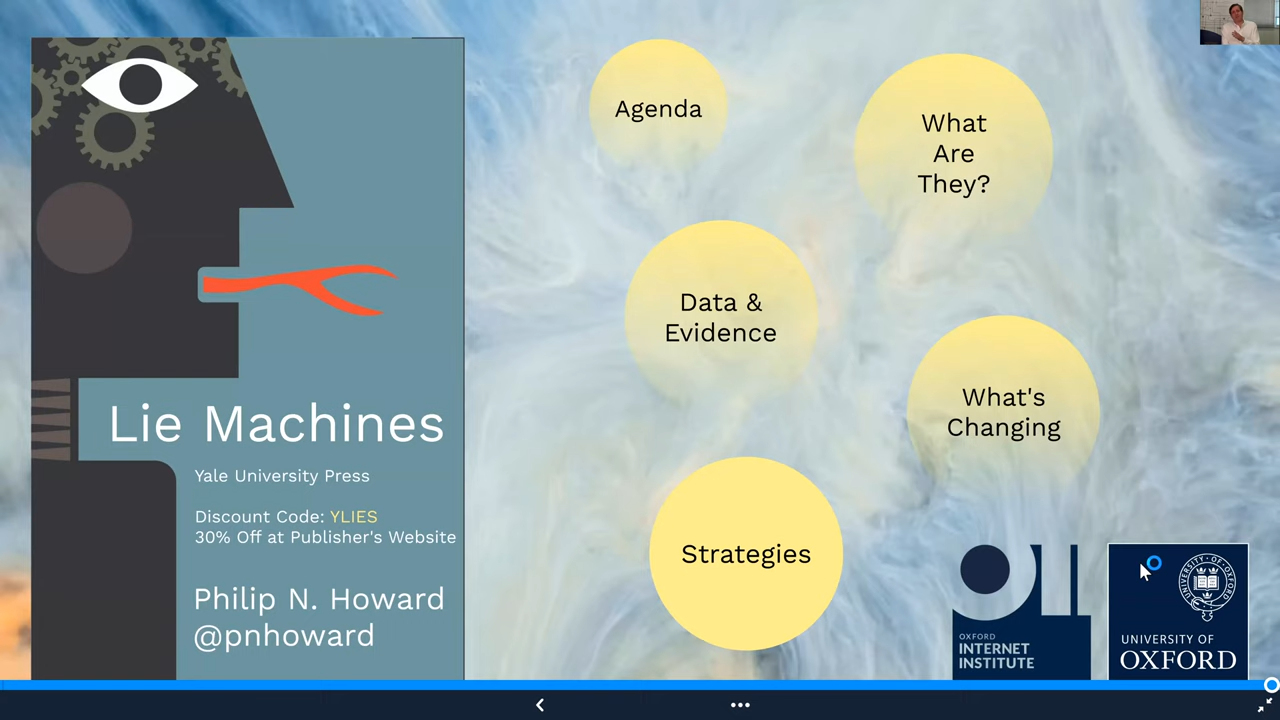 Lie Machines
Yale University Press
Discount Code: YLIES
30% Off at Publisher's Website
Philip N. Howard
@pnhoward
Agenda
What
Are
They?
Data &
Evidence
What's
Changing
Strategies
OII
OXFORD
INTERNET
INSTITUTE
UNIVERSITY OF
OXFORD